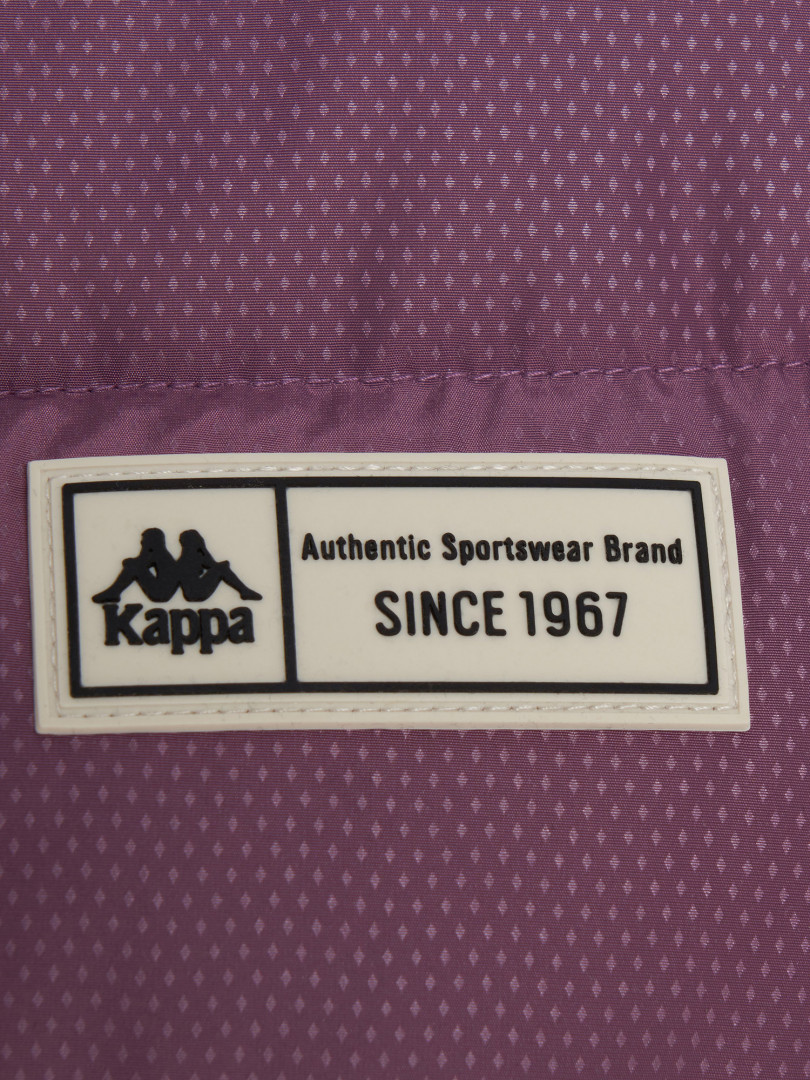 Kappa
Authentic Sportswear Brand
SINCE 1967